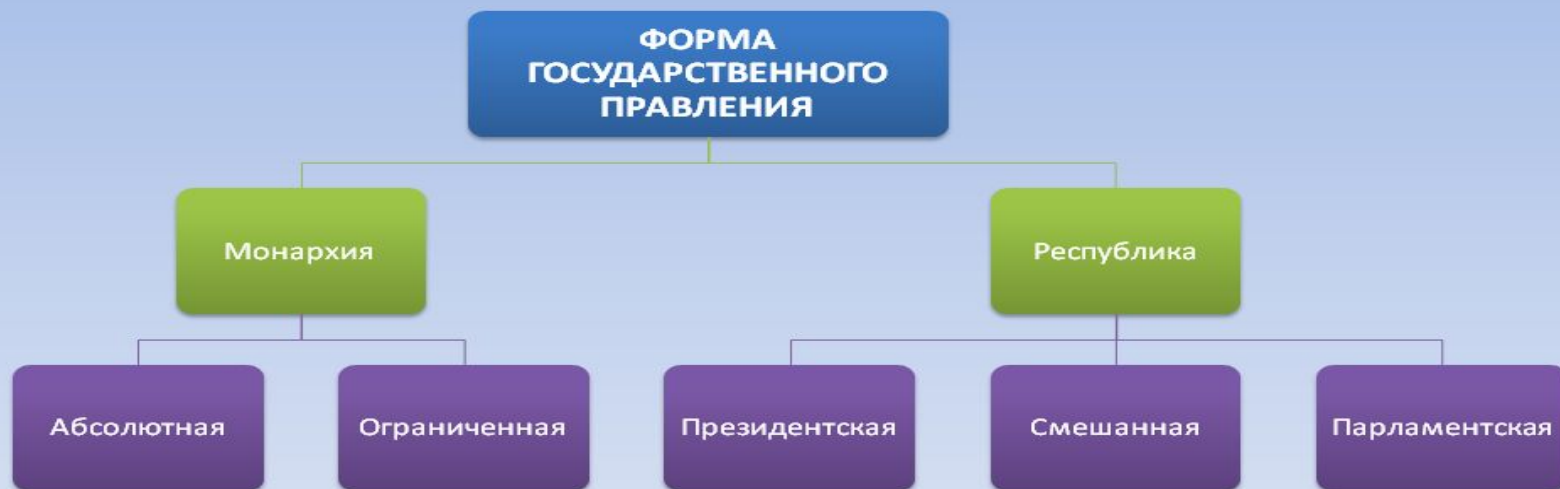 ФОРМА
ГОСУДАРСТВЕННОГО
ПРАВЛЕНИЯ
Монархия
Республика
Абсолютная
Ограниченная
Президентская
Смешанная
Парламентская